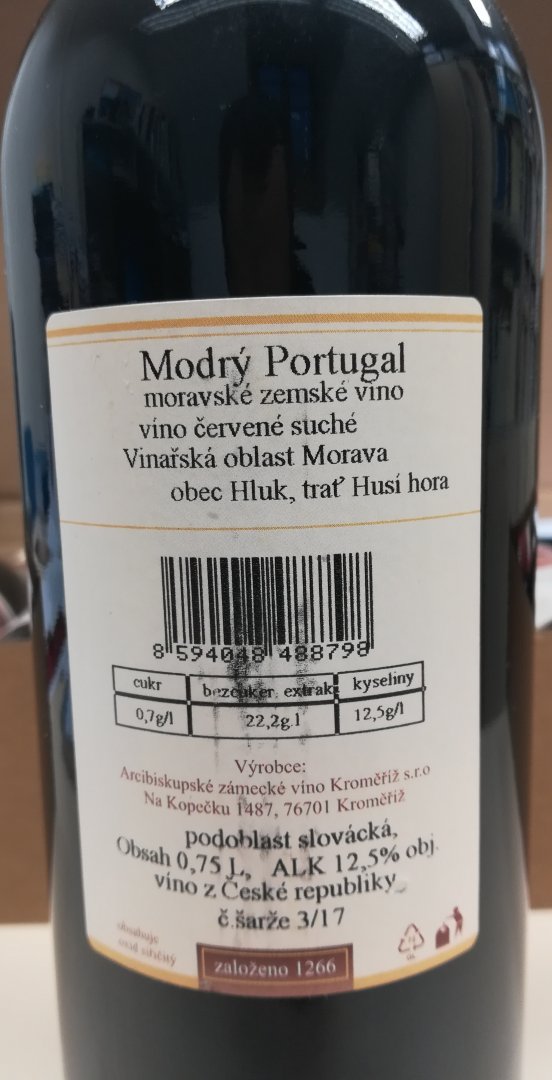 Modrý Portugal
moravské zemské víno
víno červené suché
Vinařská oblast Morava
obec Hluk, trať Husí hora
8 594048 488798
cukr bezcuker. extrakt kyseliny
0,7g/l 22,2g.l 12,5g/l
Výrobce:
Arcibiskupské zámecké víno Kroměříž s.r.o
Na Kopečku 1487, 76701 Kroměříž
podoblast slovácká,
Obsah 0,75 L, ALK 12,5% obj.
víno z České republiky
č.šarže 3/17
obsahuje
oxid siřičitý
založeno 1266